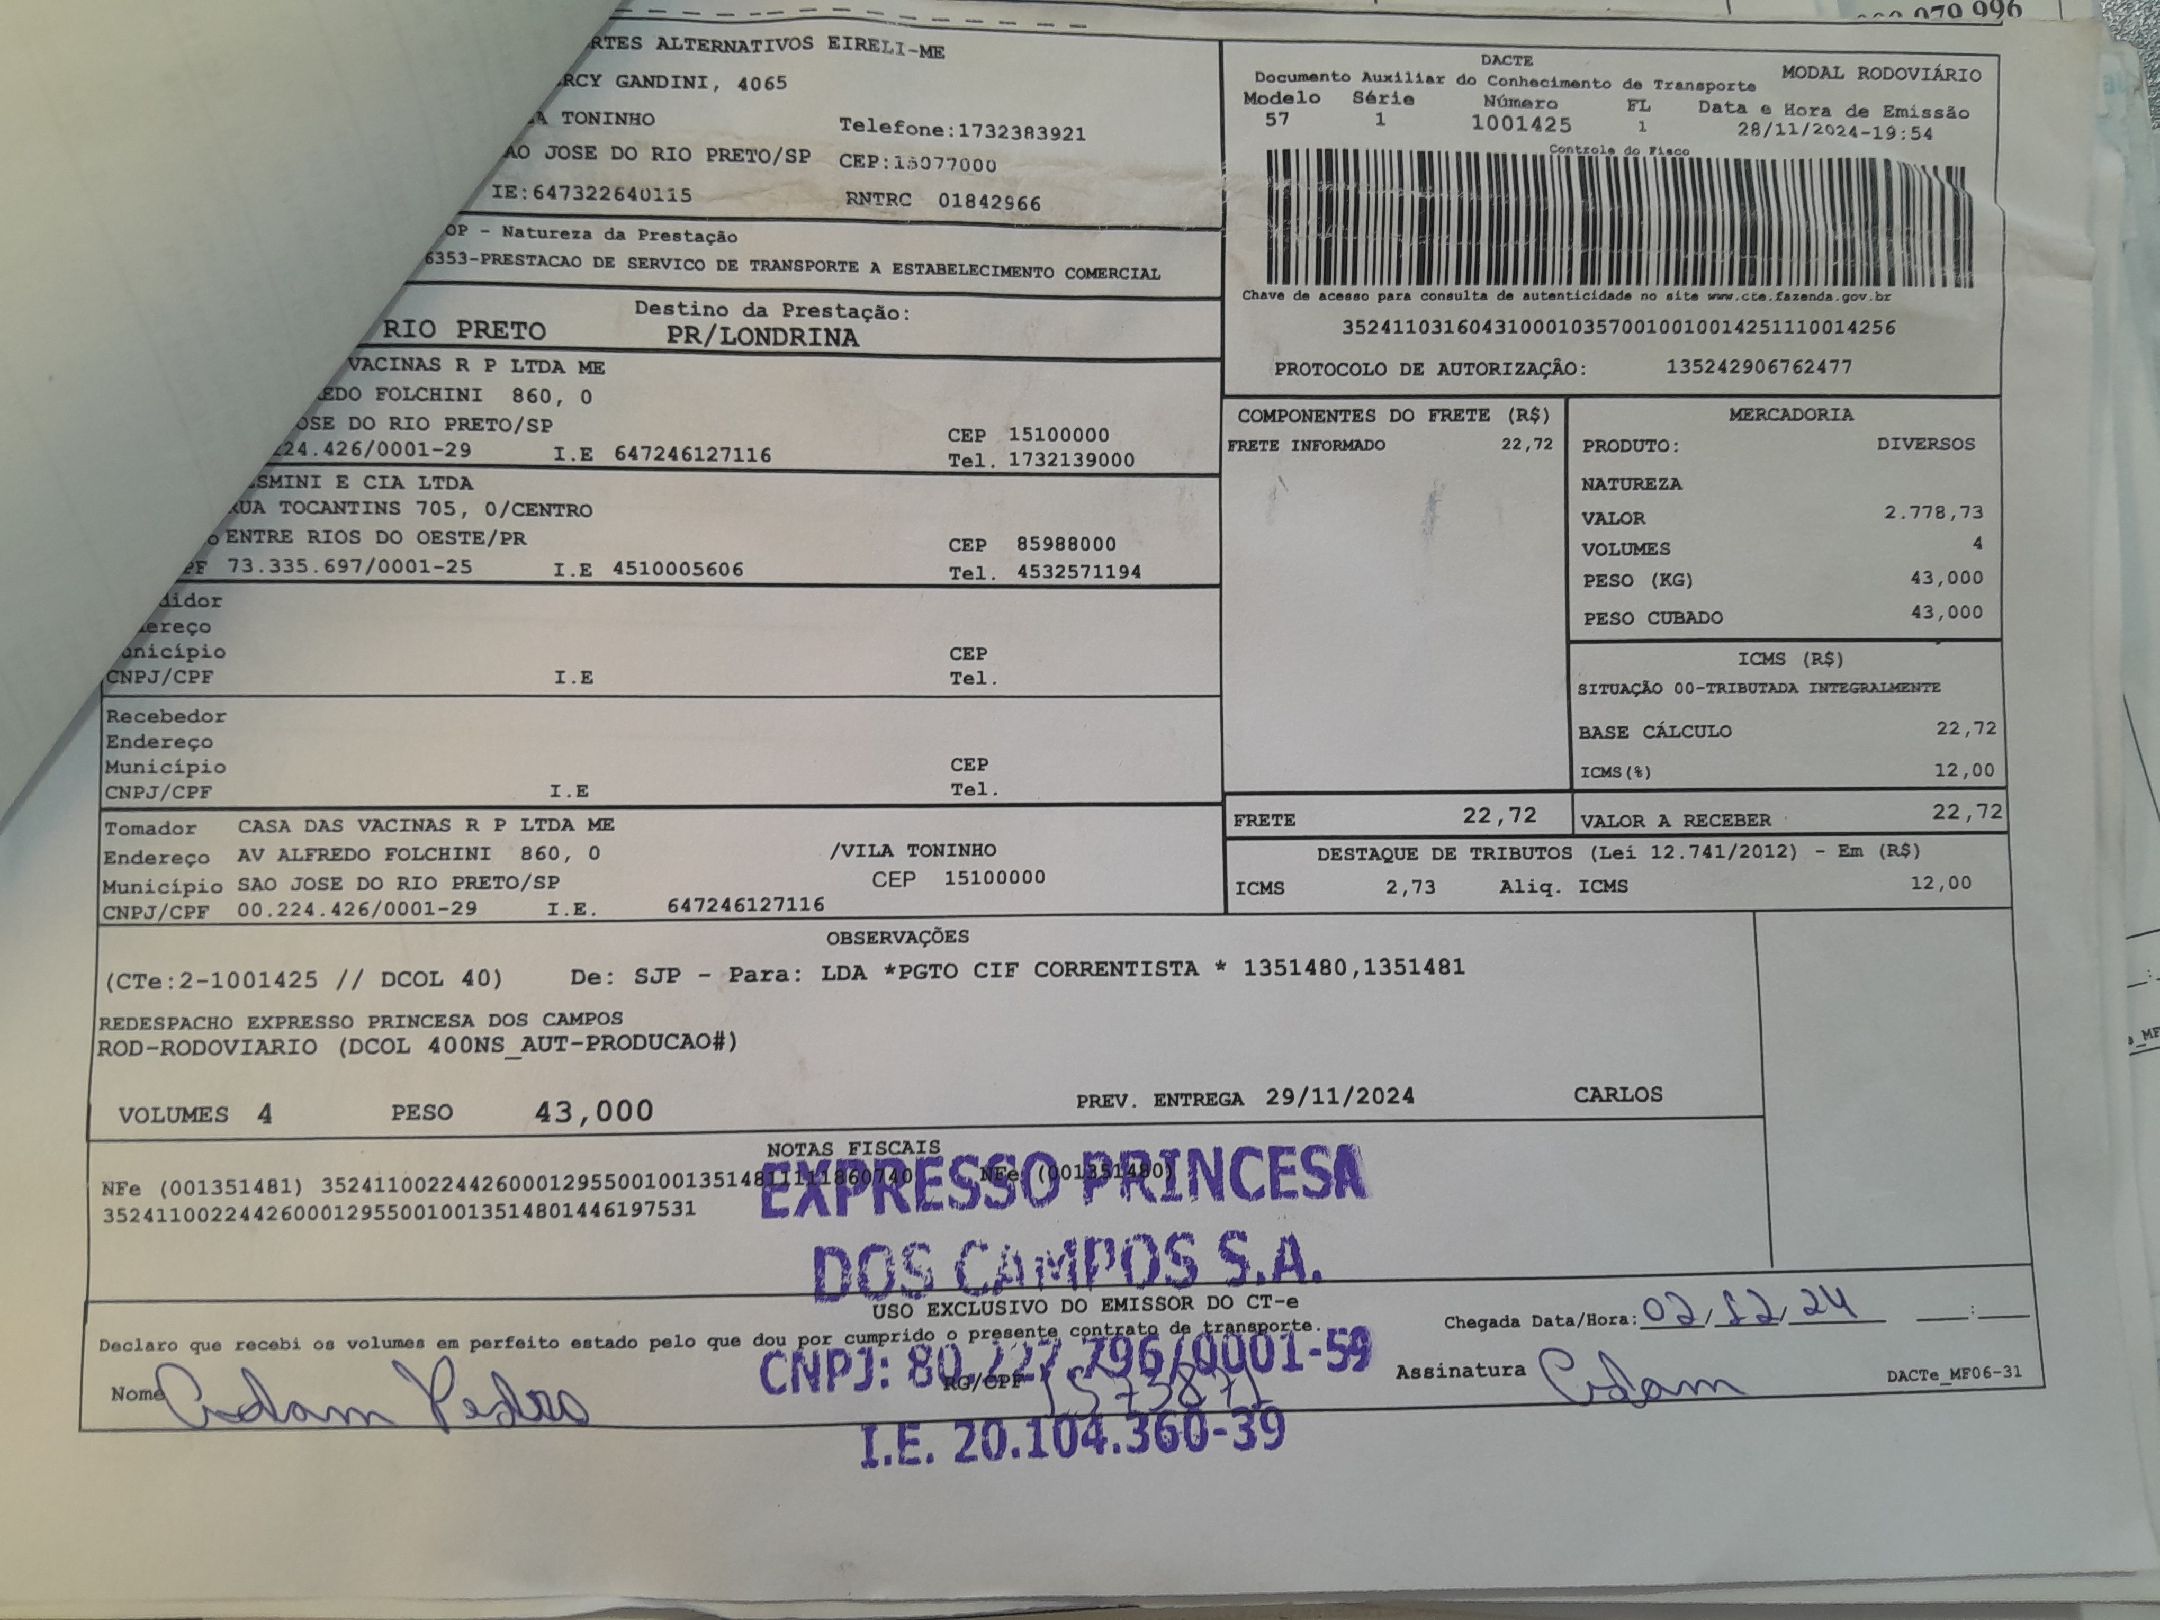 079 996
RTES ALTERNATIVOS EIRELI-ME
RCY GANDINI, 4065
A TONINHO
Telefone:1732383921
AO JOSE DO RIO PRETO/SP CEP:15077000
IE:647322640115 RNTRC 01842966
OP - Natureza da Prestação
6353-PRESTACAO DE SERVICO DE TRANSPORTE A ESTABELECIMENTO COMERCIAL
Destino da Prestação:
RIO PRETO PR/LONDRINA
DACTE
Documento Auxiliar do Conhecimento de Transporte MODAL RODOVIÁRIO
Modelo Série Número FL Data e Hora de Emissão
57 1 1001425 1 28/11/2024-19:54
Controle do Fisco
Chave de acesso para consulta de autenticidade no site www.cte.fazenda.gov.br
35241103160431000103570010010014251110014256
PROTOCOLO DE AUTORIZAÇÃO: 135242906762477
VACINAS R P LTDA ME
EDO FOLCHINI 860, 0
OSE DO RIO PRETO/SP CEP 15100000
224.426/0001-29 I.E 647246127116 Tel. 1732139000
SMINI E CIA LTDA
RUA TOCANTINS 705, 0/CENTRO
o ENTRE RIOS DO OESTE/PR CEP 85988000
PF 73.335.697/0001-25 I.E 4510005606 Tel. 4532571194
didor
dereço
unicípio CEP
CNPJ/CPF I.E Tel.
Recebedor
Endereço
Município CEP
CNPJ/CPF I.E Tel.
Tomador CASA DAS VACINAS R P LTDA ME
Endereço AV ALFREDO FOLCHINI 860, 0 /VILA TONINHO
Município SAO JOSE DO RIO PRETO/SP CEP 15100000
CNPJ/CPF 00.224.426/0001-29 I.E. 647246127116
COMPONENTES DO FRETE (R$)
FRETE INFORMADO 22,72
MERCADORIA
PRODUTO: DIVERSOS
NATUREZA
VALOR 2.778,73
VOLUMES 4
PESO (KG) 43,000
PESO CUBADO 43,000
ICMS (R$)
SITUAÇÃO 00-TRIBUTADA INTEGRALMENTE
BASE CÁLCULO 22,72
ICMS(%) 12,00
FRETE 22,72 VALOR A RECEBER 22,72
DESTAQUE DE TRIBUTOS (Lei 12.741/2012) - Em (R$)
ICMS 2,73 Aliq. ICMS 12,00
OBSERVAÇÕES
(CTe:2-1001425 // DCOL 40) De: SJP - Para: LDA *PGTO CIF CORRENTISTA * 1351480,1351481
REDESPACHO EXPRESSO PRINCESA DOS CAMPOS
ROD-RODOVIARIO (DCOL 400NS_AUT-PRODUCAO#)
VOLUMES 4 PESO 43,000 PREV. ENTREGA 29/11/2024 CARLOS
NOTAS FISCAIS
NFe (001351481) 35241100224426000129550010013514811111860740 NFe (001351480)
35241100224426000129550010013514801446197531
EXPRESSO PRINCESA
DOS CAMPOS S.A.
CNPJ: 80.227.796/0001-59
I.E. 20.104.360-39
USO EXCLUSIVO DO EMISSOR DO CT-e
Declaro que recebi os volumes em perfeito estado pelo que dou por cumprido o presente contrato de transporte.
Chegada Data/Hora: 02/12/24 __:__
Nome Adam Pedro RG/CPF Assinatura Adam DACTe_MF06-31